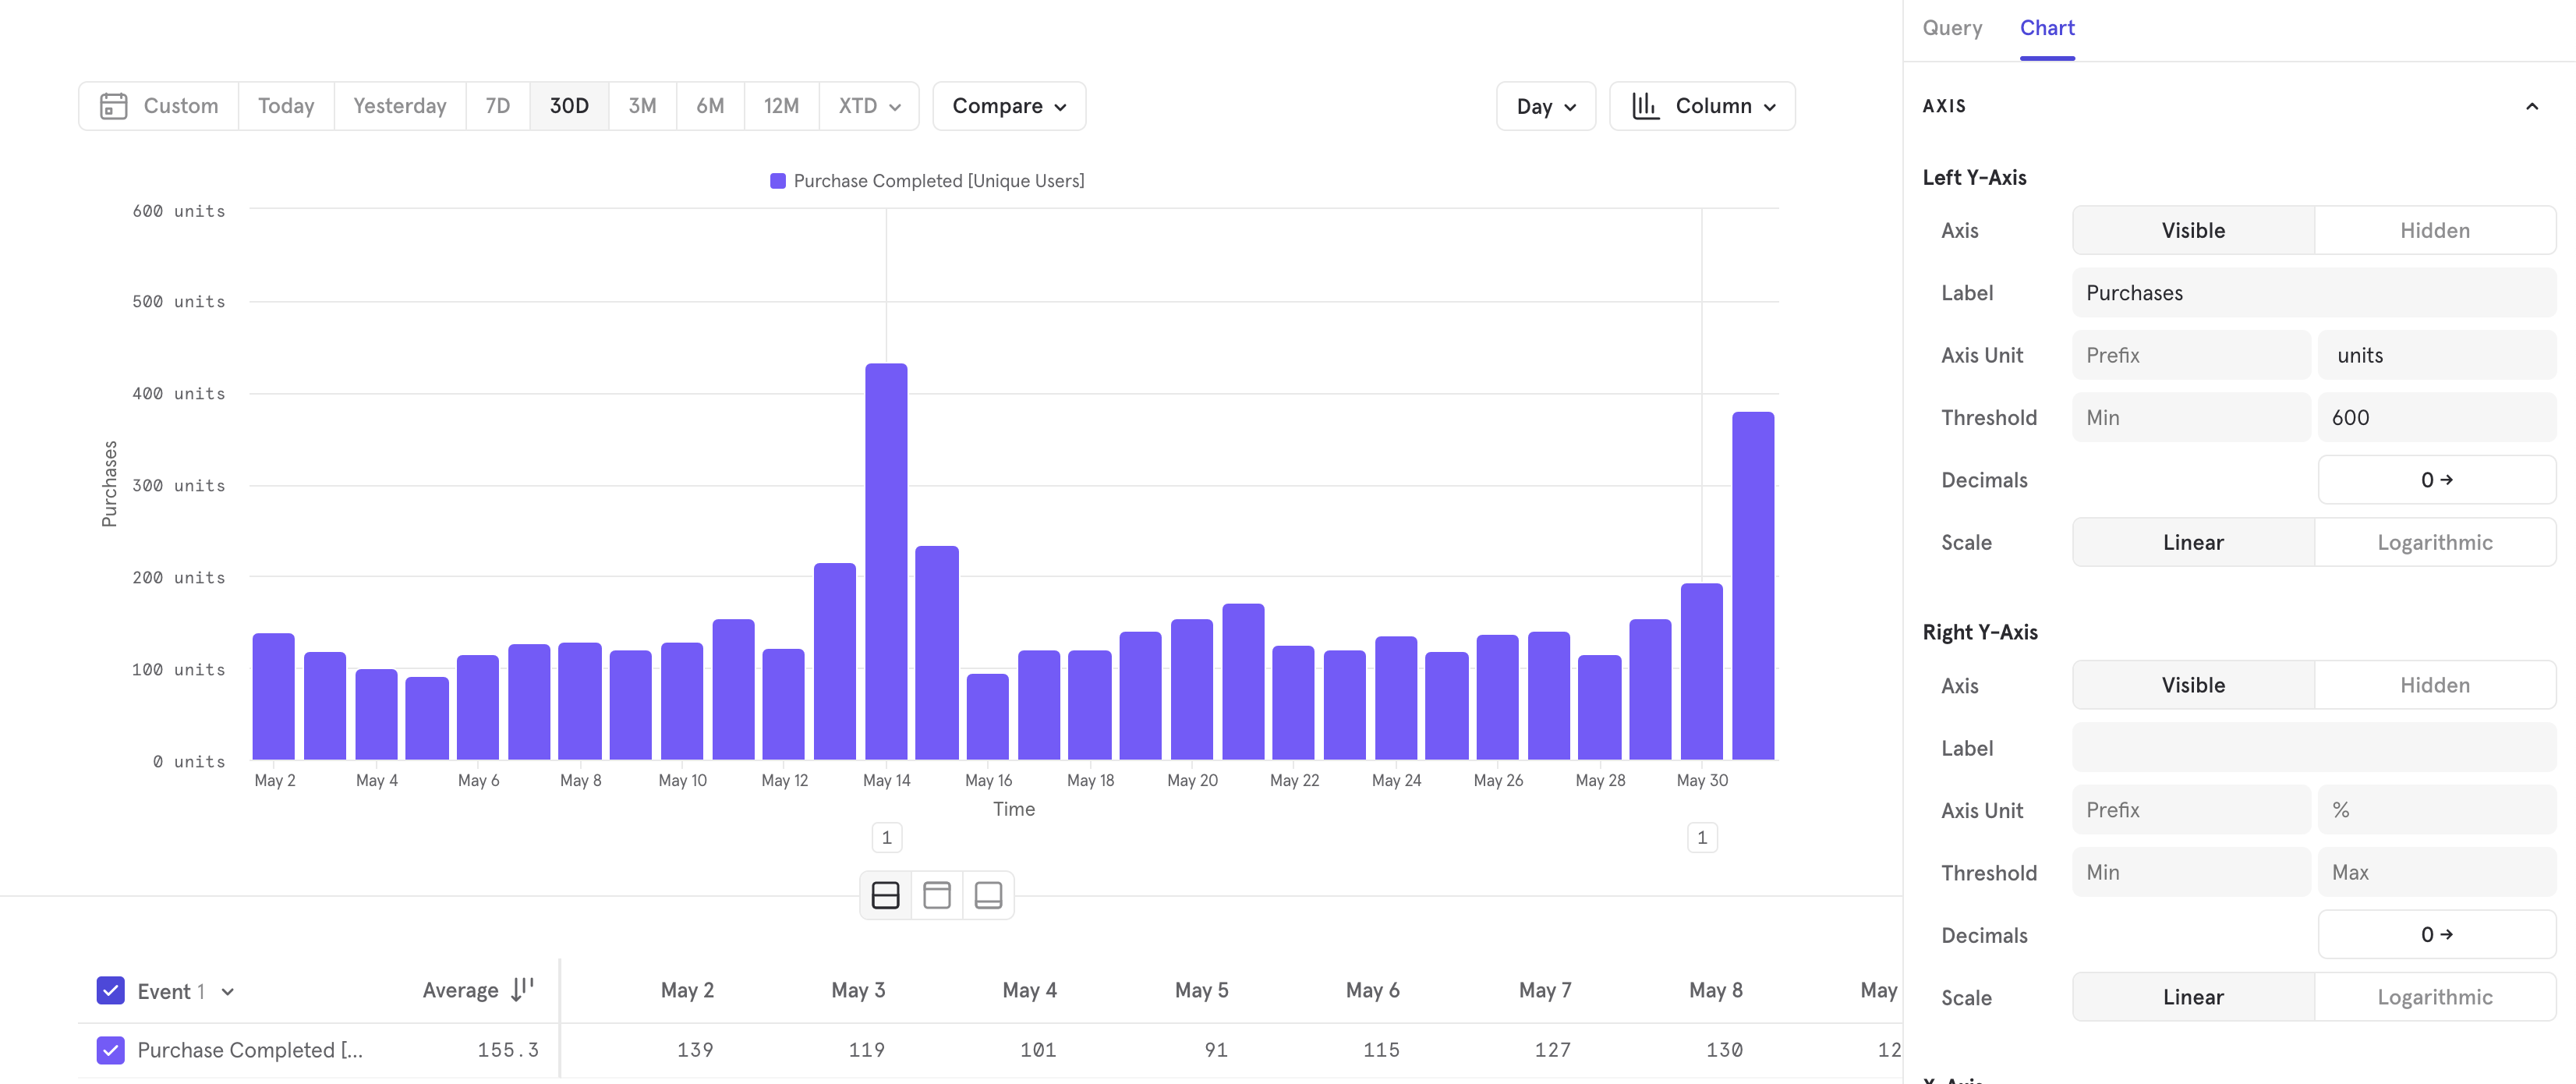 Query Chart
Custom Today Yesterday 7D 30D 3M 6M 12M XTD Compare Day Column
Purchase Completed [Unique Users]
600 units
500 units
400 units
300 units
200 units
100 units
0 units
Purchases
May 2 May 4 May 6 May 8 May 10 May 12 May 14 May 16 May 18 May 20 May 22 May 24 May 26 May 28 May 30
Time
1 1
Event 1 Average May 2 May 3 May 4 May 5 May 6 May 7 May 8 May
Purchase Completed [... 155.3 139 119 101 91 115 127 130 12
AXIS
Left Y-Axis
Axis Visible Hidden
Label Purchases
Axis Unit Prefix units
Threshold Min 600
Decimals 0 →
Scale Linear Logarithmic
Right Y-Axis
Axis Visible Hidden
Label
Axis Unit Prefix %
Threshold Min Max
Decimals 0 →
Scale Linear Logarithmic